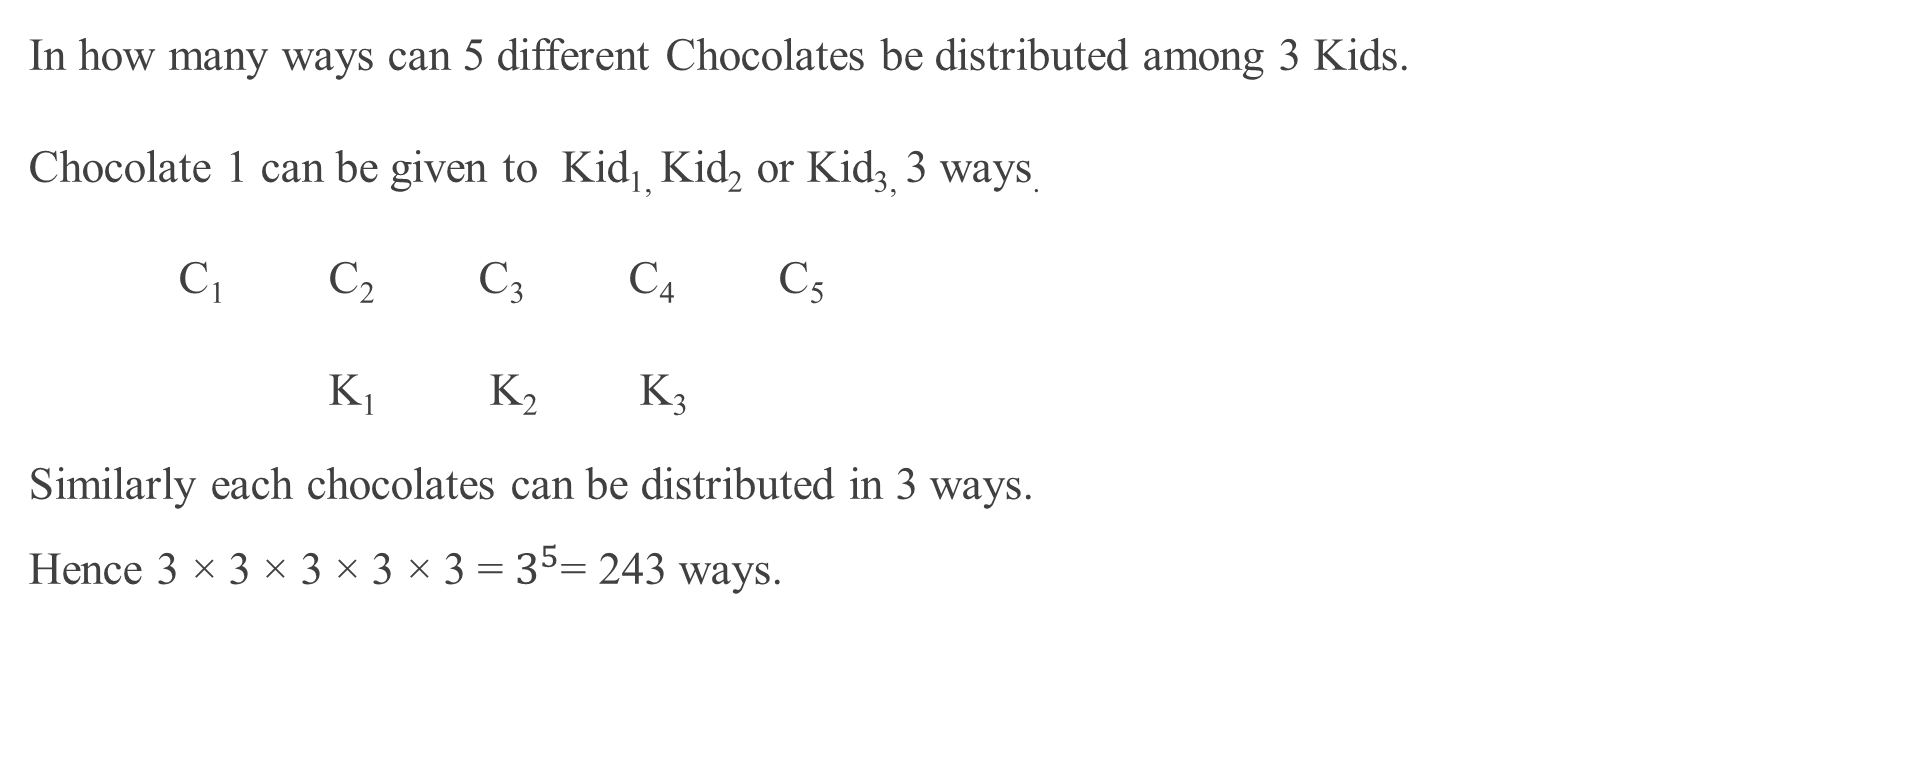 In how many ways can 5 different Chocolates be distributed among 3 Kids.
Chocolate 1 can be given to Kid₁, Kid₂ or Kid₃, 3 ways.
C₁ C₂ C₃ C₄ C₅
K₁ K₂ K₃
Similarly each chocolates can be distributed in 3 ways.
Hence 3 × 3 × 3 × 3 × 3 = 3⁵= 243 ways.